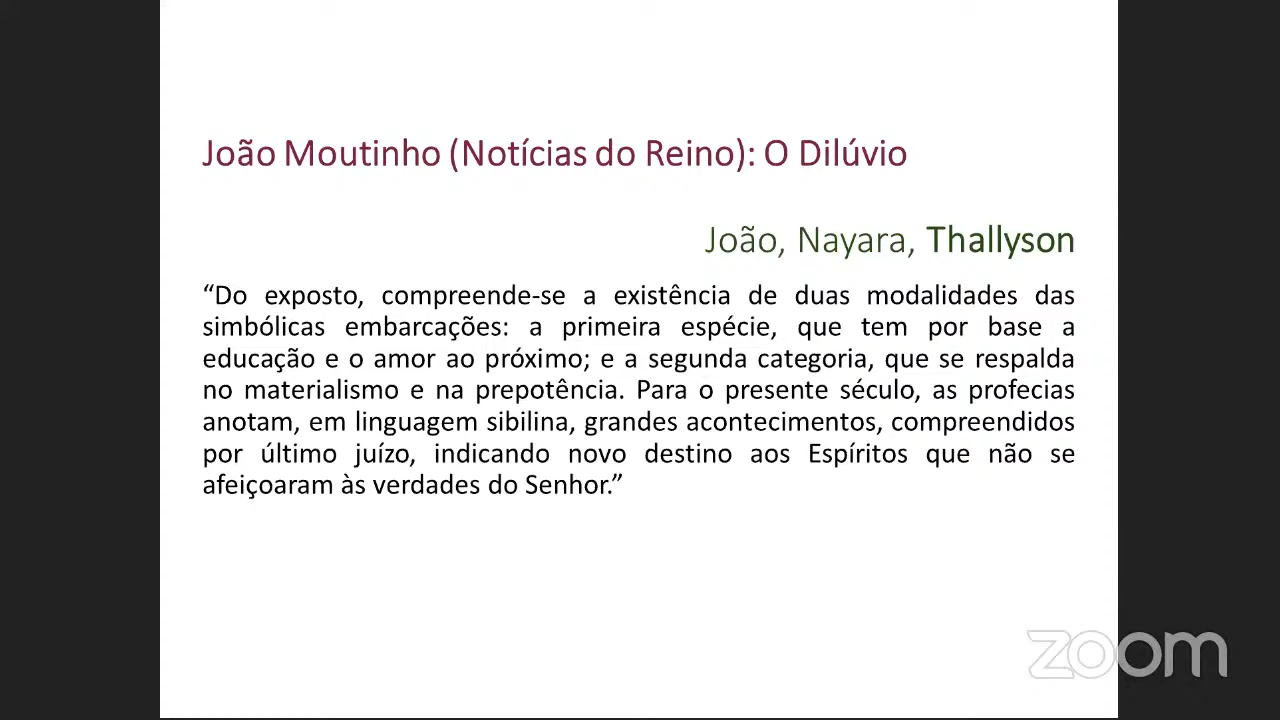 João Moutinho (Notícias do Reino): O Dilúvio
João, Nayara, Thallyson
“Do exposto, compreende-se a existência de duas modalidades das
simbólicas embarcações: a primeira espécie, que tem por base a
educação e o amor ao próximo; e a segunda categoria, que se respalda
no materialismo e na prepotência. Para o presente século, as profecias
anotam, em linguagem sibilina, grandes acontecimentos, compreendidos
por último juízo, indicando novo destino aos Espíritos que não se
afeiçoaram às verdades do Senhor.”
zoom